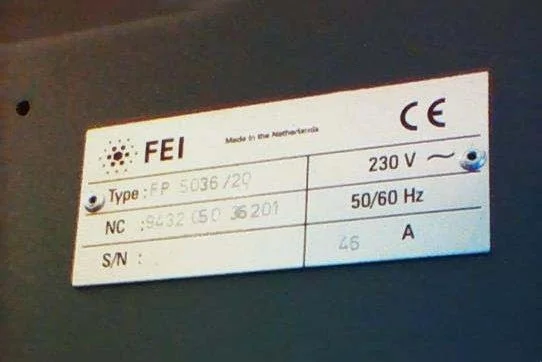 FEI Made in the Netherlands CE
Type : FP 5036/20 230 V ~
NC : 9432 050 36201 50/60 Hz
S/N : 46 A